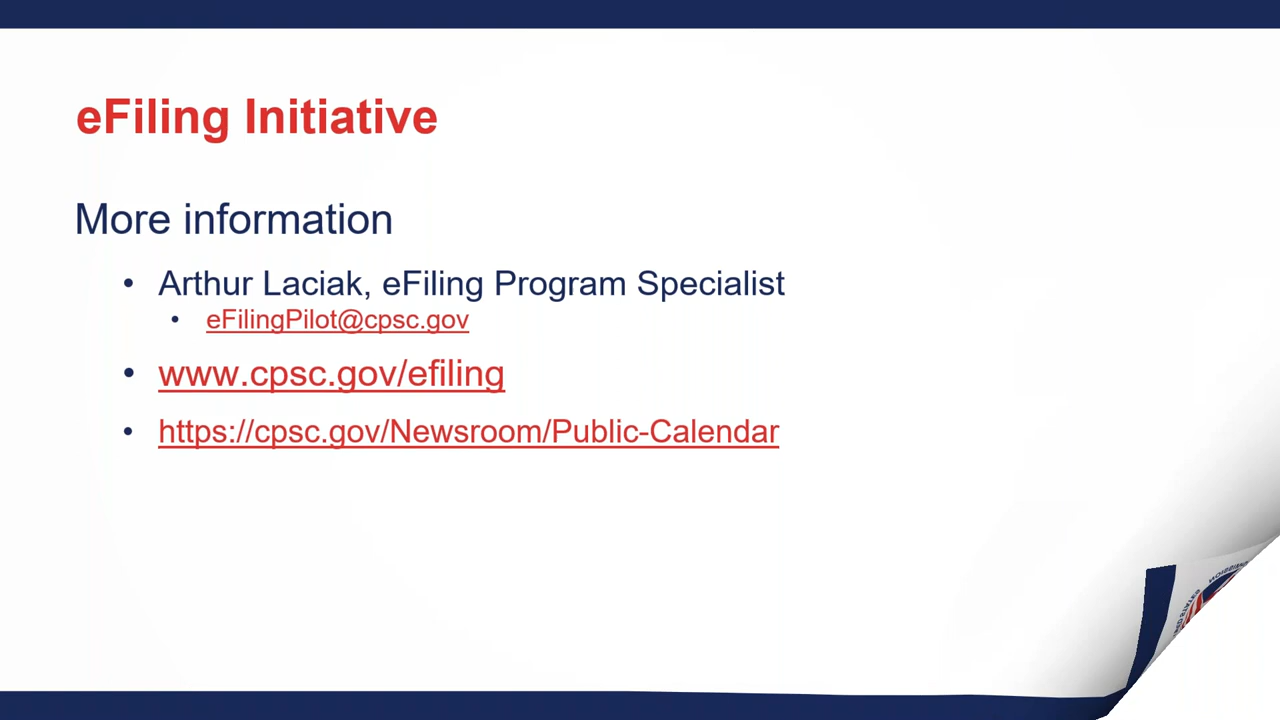 eFiling Initiative
More information
• Arthur Laciak, eFiling Program Specialist
• eFilingPilot@cpsc.gov
• www.cpsc.gov/efiling
• https://cpsc.gov/Newsroom/Public-Calendar